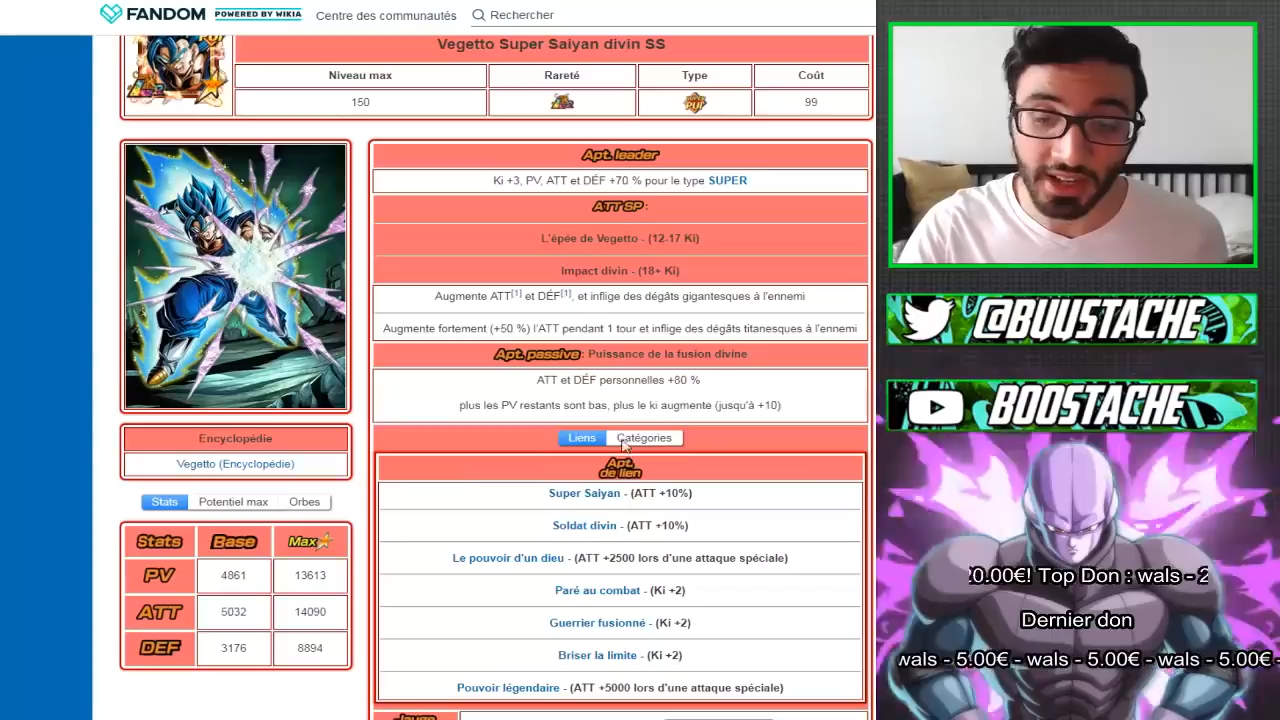 FANDOM
POWERED BY WIKIA
Centre des communautés
Rechercher
Vegetto Super Saiyan divin SS
Niveau max
Rareté
Type
Coût
150
99
Apt. leader
Ki +3, PV, ATT et DÉF +70 % pour le type SUPER
ATT SP :
L'épée de Vegetto - (12-17 Ki)
Impact divin - (18+ Ki)
Augmente ATT[1] et DÉF[1], et inflige des dégâts gigantesques à l'ennemi
Augmente fortement (+50 %) l'ATT pendant 1 tour et inflige des dégâts titanesques à l'ennemi
Apt. passive : Puissance de la fusion divine
ATT et DÉF personnelles +80 %
plus les PV restants sont bas, plus le ki augmente (jusqu'à +10)
Liens
Catégories
Apt.
de lien
Super Saiyan - (ATT +10%)
Soldat divin - (ATT +10%)
Le pouvoir d'un dieu - (ATT +2500 lors d'une attaque spéciale)
Paré au combat - (Ki +2)
Guerrier fusionné - (Ki +2)
Briser la limite - (Ki +2)
Pouvoir légendaire - (ATT +5000 lors d'une attaque spéciale)
Encyclopédie
Vegetto (Encyclopédie)
Stats
Potentiel max
Orbes
Stats
Base
Max
PV
4861
13613
ATT
5032
14090
DEF
3176
8894
@BUUSTACHE
BOOSTACHE
0.00€! Top Don : wals - 2
Dernier don
wals - 5.00€ - wals - 5.00€ - wals - 5.00€ -